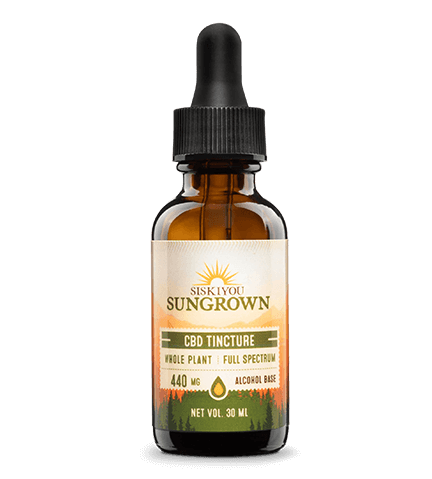 SISKIYOU
SUNGROWN
CBD TINCTURE
WHOLE PLANT | FULL SPECTRUM
440 MG ALCOHOL BASE
NET VOL. 30 ML